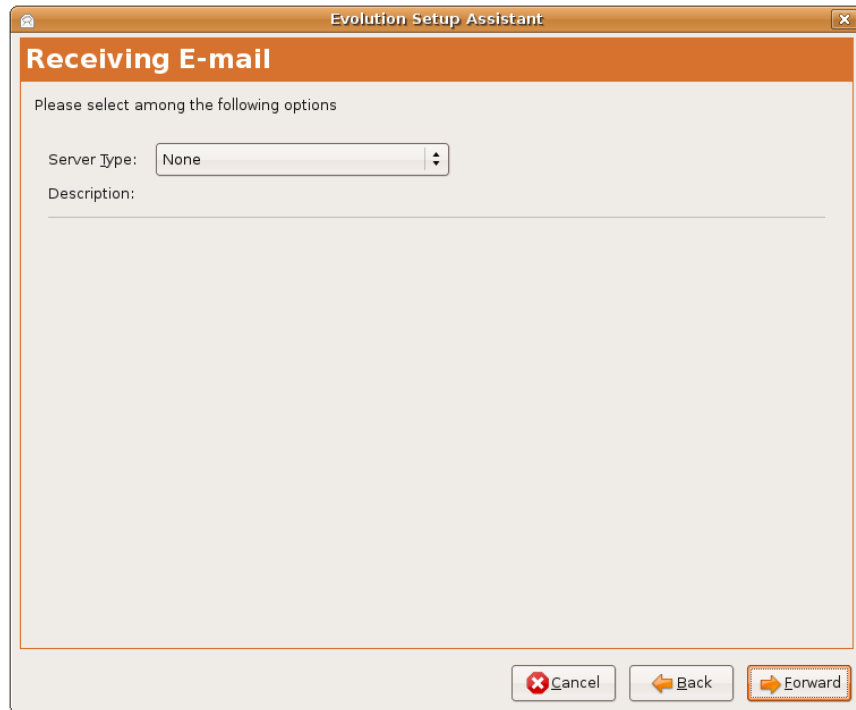 Evolution Setup Assistant
Receiving E-mail
Please select among the following options
Server Type: None
Description:
Cancel Back Forward